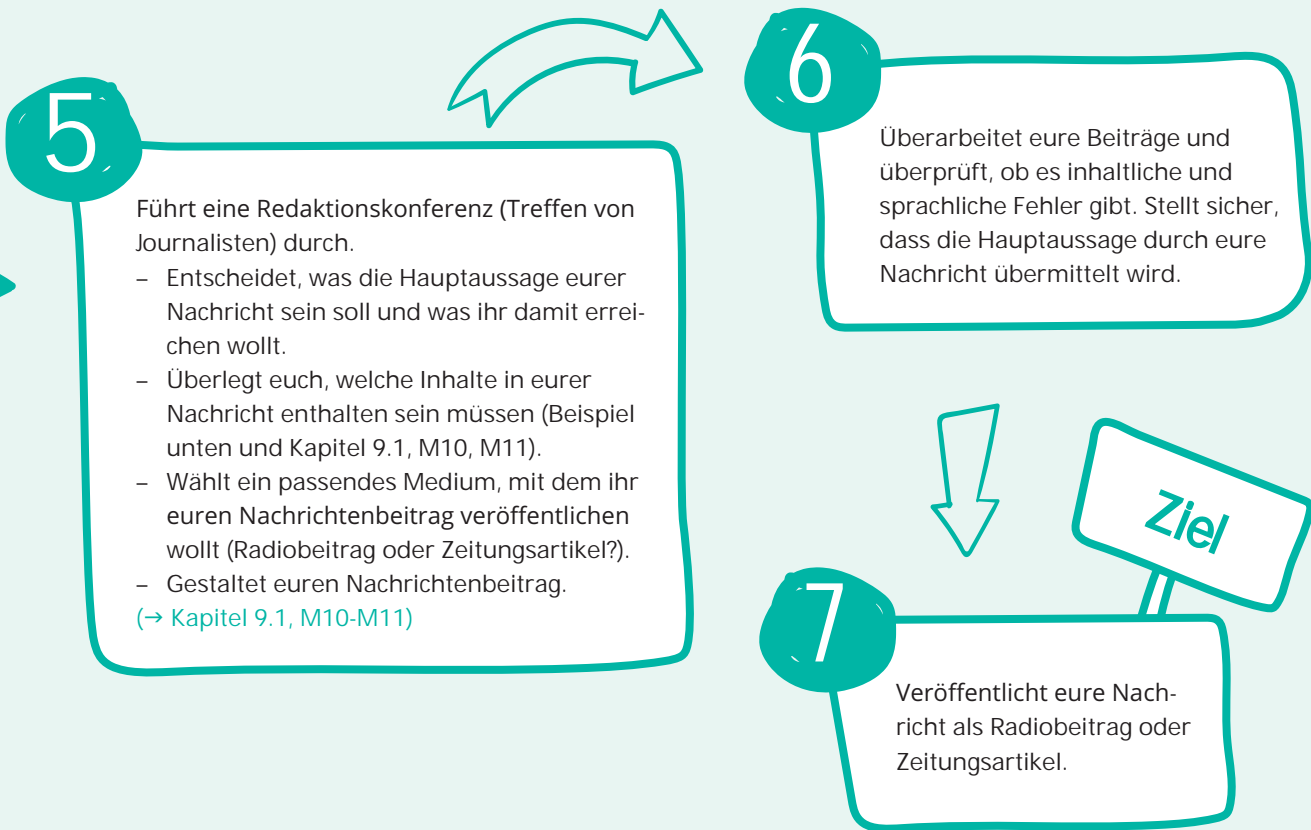 5
Führt eine Redaktionskonferenz (Treffen von
Journalisten) durch.
– Entscheidet, was die Hauptaussage eurer
Nachricht sein soll und was ihr damit errei-
chen wollt.
– Überlegt euch, welche Inhalte in eurer
Nachricht enthalten sein müssen (Beispiel
unten und Kapitel 9.1, M10, M11).
– Wählt ein passendes Medium, mit dem ihr
euren Nachrichtenbeitrag veröffentlichen
wollt (Radiobeitrag oder Zeitungsartikel?).
– Gestaltet euren Nachrichtenbeitrag.
(→ Kapitel 9.1, M10-M11)
6
Überarbeitet eure Beiträge und
überprüft, ob es inhaltliche und
sprachliche Fehler gibt. Stellt sicher,
dass die Hauptaussage durch eure
Nachricht übermittelt wird.
Ziel
7
Veröffentlicht eure Nach-
richt als Radiobeitrag oder
Zeitungsartikel.